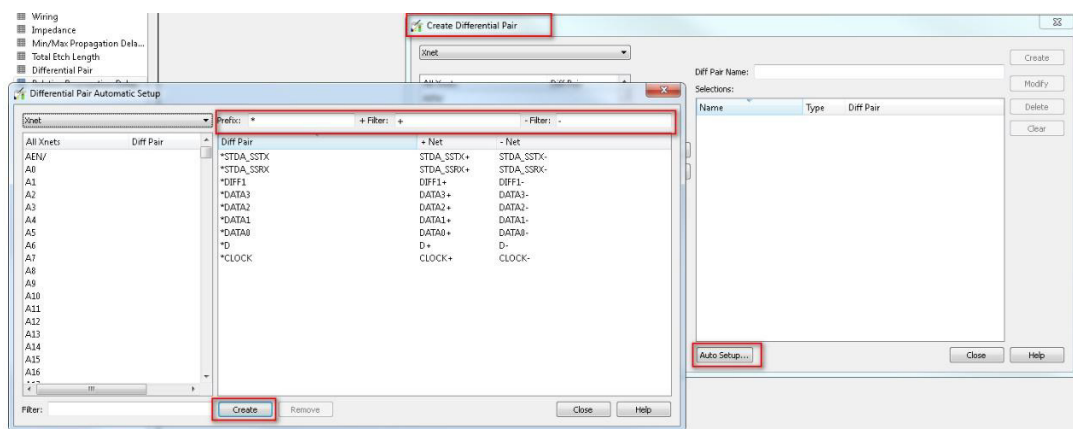 Wiring
Impedance
Min/Max Propagation Dela...
Total Etch Length
Differential Pair
Create Differential Pair
Xnet
Diff Pair Name:
Selections:
Name Type Diff Pair
Create
Modify
Delete
Clear
Auto Setup...
Close Help
Differential Pair Automatic Setup
Xnet
Prefix: * + Filter: + - Filter: -
All Xnets Diff Pair
AEN/
A0
A1
A2
A3
A4
A5
A6
A7
A8
A9
A10
A11
A12
A13
A14
A15
A16
Diff Pair + Net - Net
*STDA_SSTX STDA_SSTX+ STDA_SSTX-
*STDA_SSRX STDA_SSRX+ STDA_SSRX-
*DIFF1 DIFF1+ DIFF1-
*DATA3 DATA3+ DATA3-
*DATA2 DATA2+ DATA2-
*DATA1 DATA1+ DATA1-
*DATA0 DATA0+ DATA0-
*D D+ D-
*CLOCK CLOCK+ CLOCK-
Filter:
Create Remove Close Help